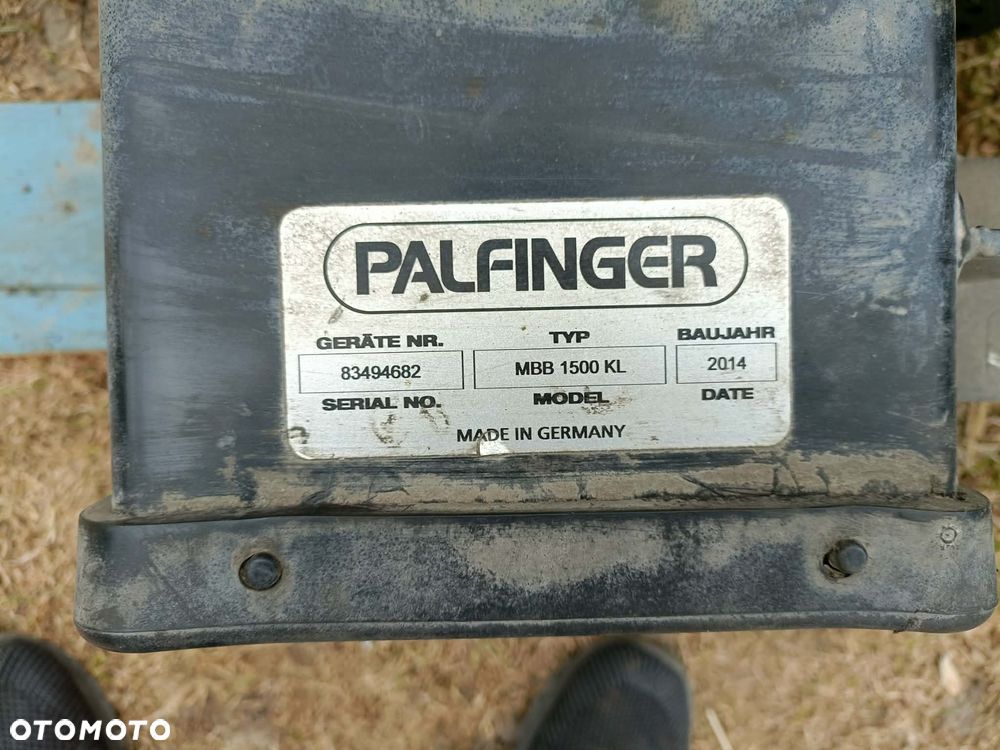 PALFINGER
GERÄTE NR. TYP BAUJAHR
83494682 MBB 1500 KL 2014
SERIAL NO. MODEL DATE
MADE IN GERMANY
OTOMOTO